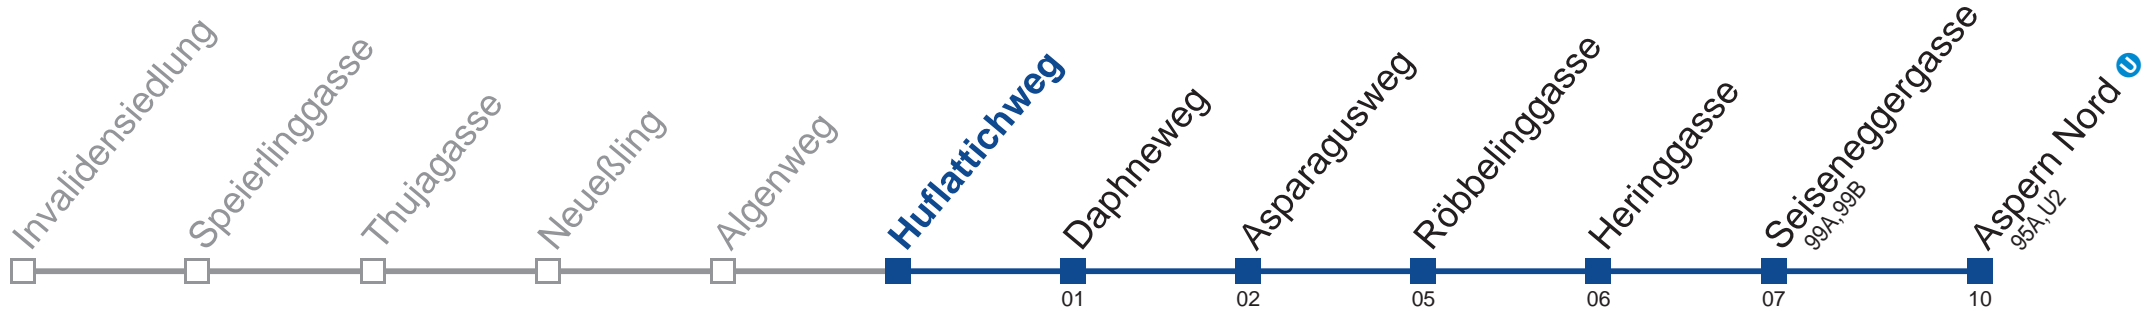 Invalidensiedlung
Speierlinggasse
Thujagasse
Neueßling
Algenweg
Huflattichweg
Daphneweg
Asparagusweg
Röbbelinggasse
Heringgasse
Seiseneggergasse
99A,99B
Aspern Nord U
95A,U2
01
02
05
06
07
10